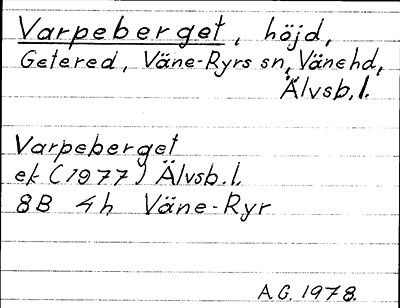 Varpeberget, höjd,
Getered, Väne-Ryrs sn, Vänehd,
Älvsb.l.
Varpeberget
ek (1977) Älvsb.l.
8B 4h Väne-Ryr
A.G. 1978.